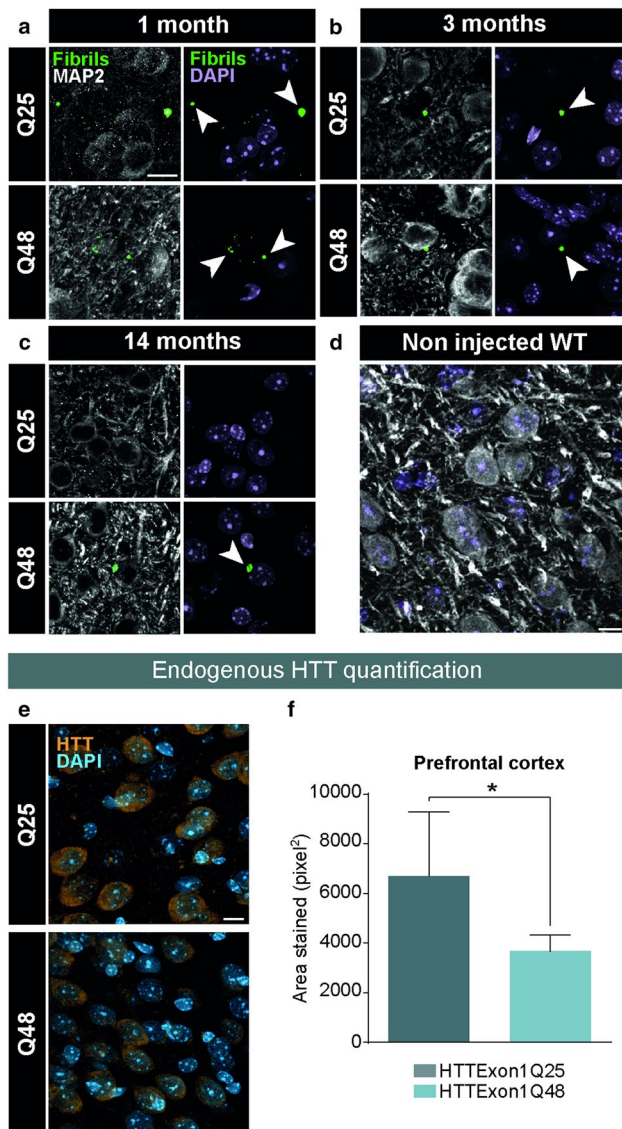 a 1 month
Fibrils
MAP2
Fibrils
DAPI
Q25
Q48
b 3 months
Q25
Q48
c 14 months
Q25
Q48
d Non injected WT
Endogenous HTT quantification
e
HTT
DAPI
Q25
Q48
f
Prefrontal cortex
*
Area stained (pixel²)
10000
8000
6000
4000
2000
0
HTTExon1Q25
HTTExon1Q48